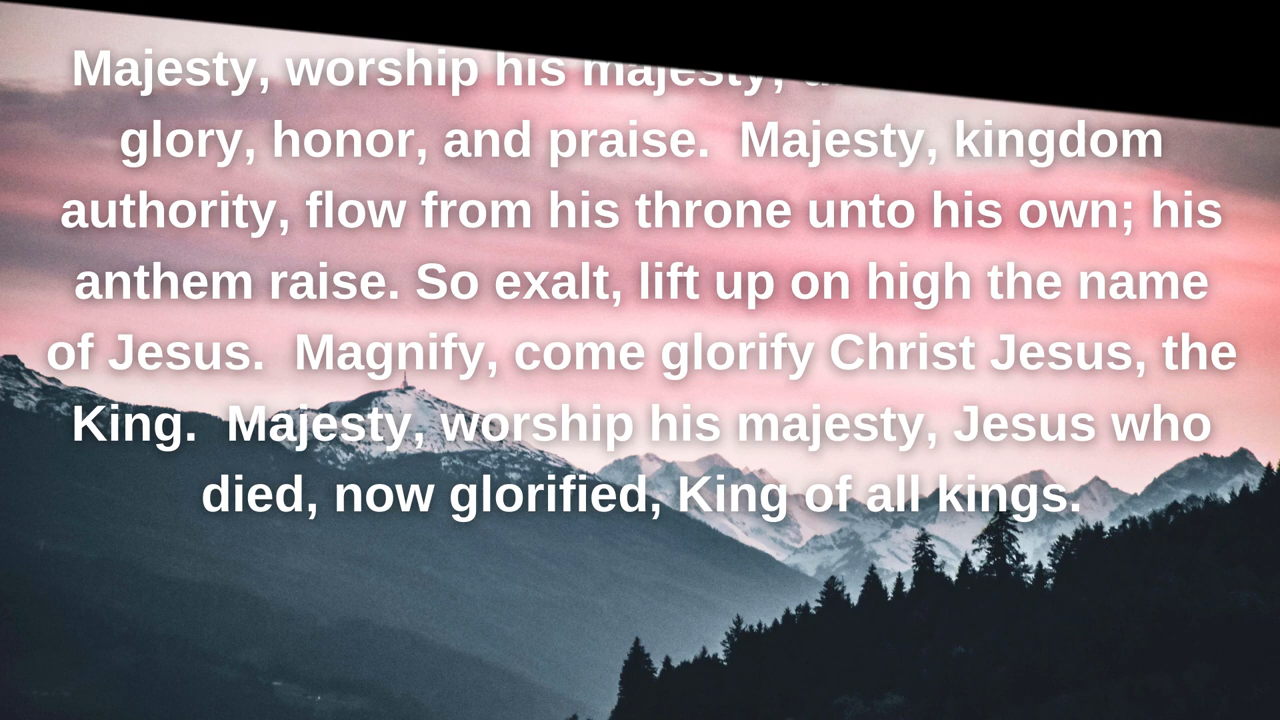 Majesty, worship his majesty,
glory, honor, and praise. Majesty, kingdom
authority, flow from his throne unto his own; his
anthem raise. So exalt, lift up on high the name
of Jesus. Magnify, come glorify Christ Jesus, the
King. Majesty, worship his majesty, Jesus who
died, now glorified, King of all kings.